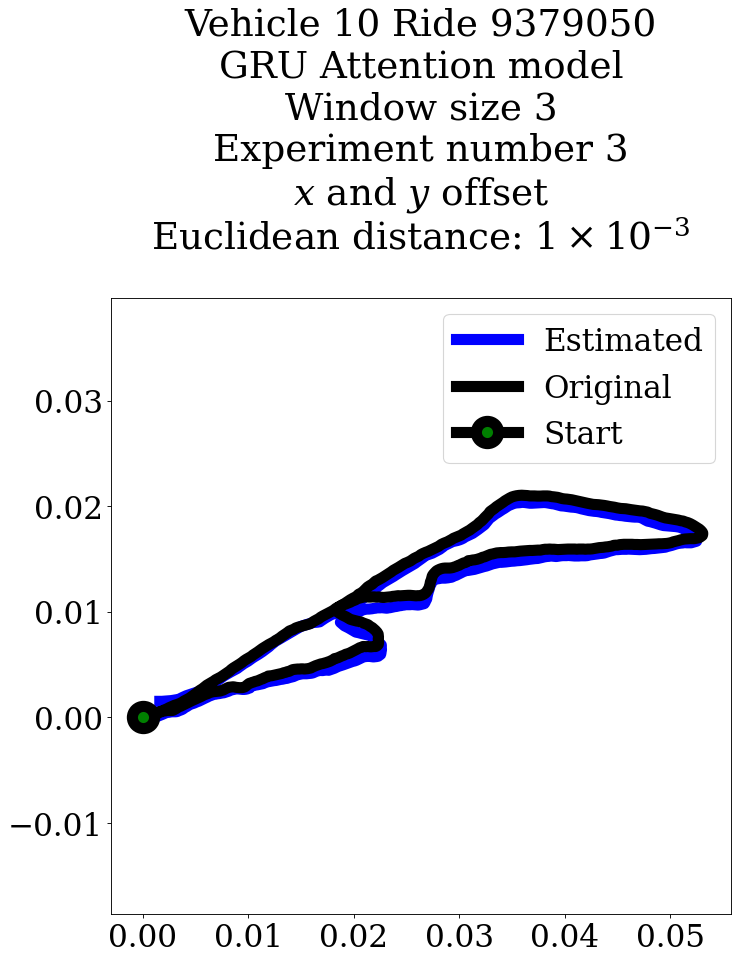 Vehicle 10 Ride 9379050
GRU Attention model
Window size 3
Experiment number 3
x and y offset
Euclidean distance: 1 × 10⁻³
Estimated
Original
Start
0.03
0.02
0.01
0.00
−0.01
0.00 0.01 0.02 0.03 0.04 0.05